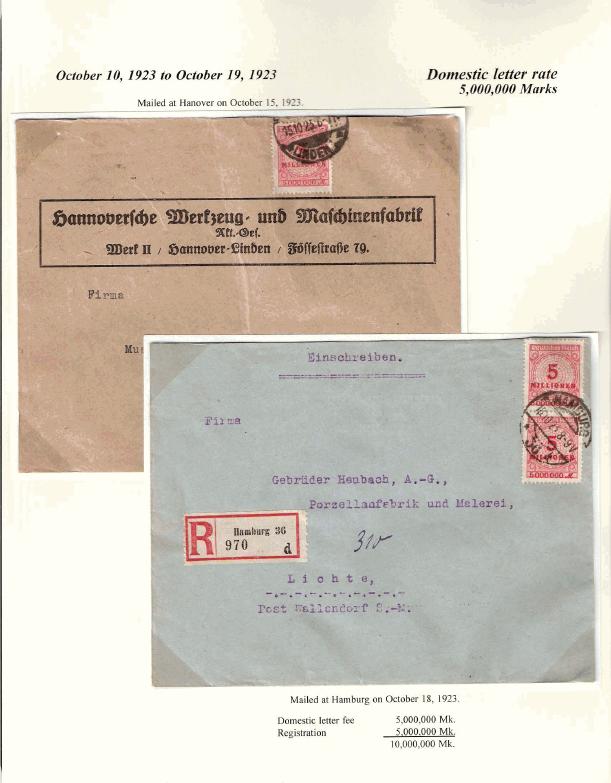 October 10, 1923 to October 19, 1923
Domestic letter rate
5,000,000 Marks
Mailed at Hanover on October 15, 1923.
15.10.23.6-7
LINDEN
MILLIONEN
Hannoversche Werkzeug- und Maschinenfabrik
Akt.-Ges.
Werk II / Hannover-Linden / Fössestraße 79.
Firma
Mu
Einschreiben.
5
MILLIONEN
HAMBURG
36
5
MILLIONEN
5000000 M
Firma
Gebrüder Heubach, A.-G.,
Porzellanfabrik und Malerei,
R
Hamburg 36
970 d
310
Lichte,
Post Wallendorf S.-M.
Mailed at Hamburg on October 18, 1923.
Domestic letter fee 5,000,000 Mk.
Registration 5,000,000 Mk.
10,000,000 Mk.